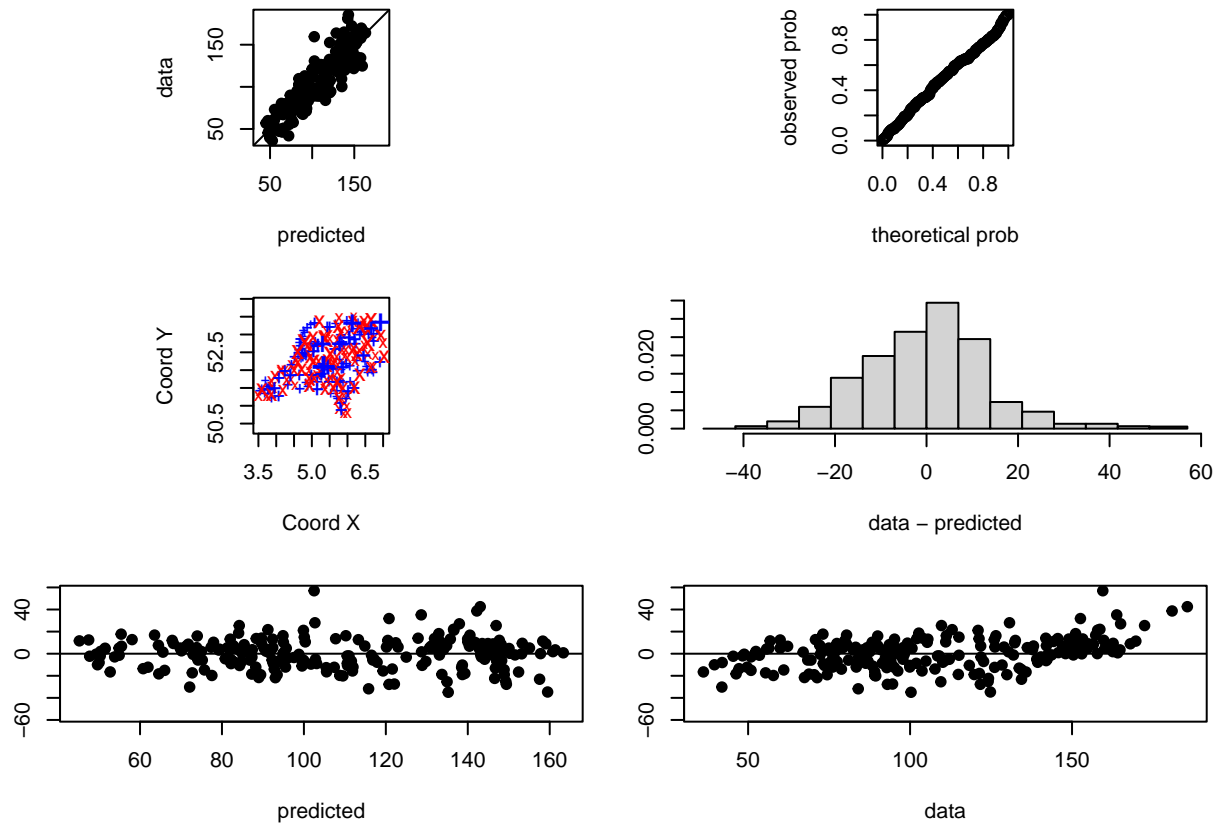 data
50 150
50 150
predicted
observed prob
0.0 0.4 0.8
0.0 0.4 0.8
theoretical prob
Coord Y
50.5 52.5
3.5 5.0 6.5
Coord X
0.000 0.020
−40 −20 0 20 40 60
data − predicted
−60 0 40
60 80 100 120 140 160
predicted
−60 0 40
50 100 150
data